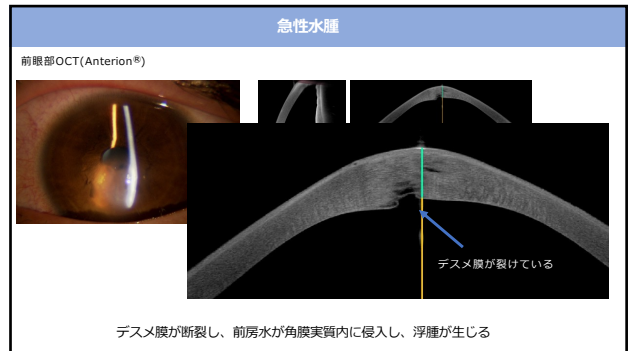 急性水腫
前眼部OCT(Anterion®)
デスメ膜が裂けている
デスメ膜が断裂し、前房水が角膜実質内に侵入し、浮腫が生じる